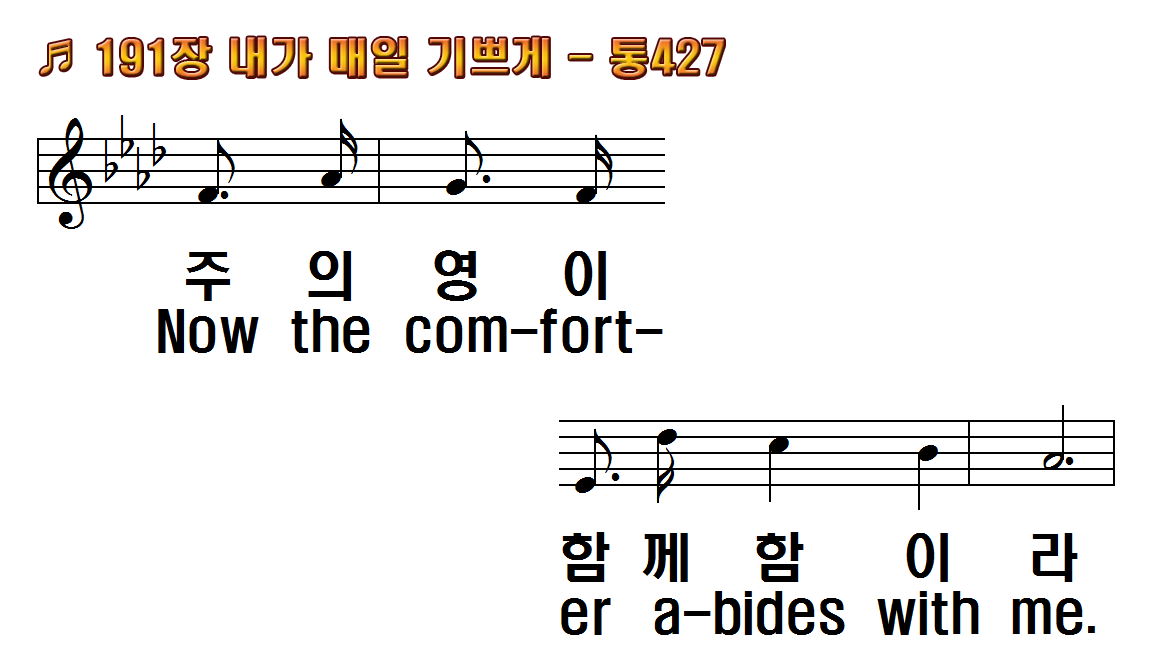 ♬ 191장 내가 매일 기쁘게 - 통427
주 의 영 이
Now the com-fort-
함 께 함 이 라
er a-bides with me.